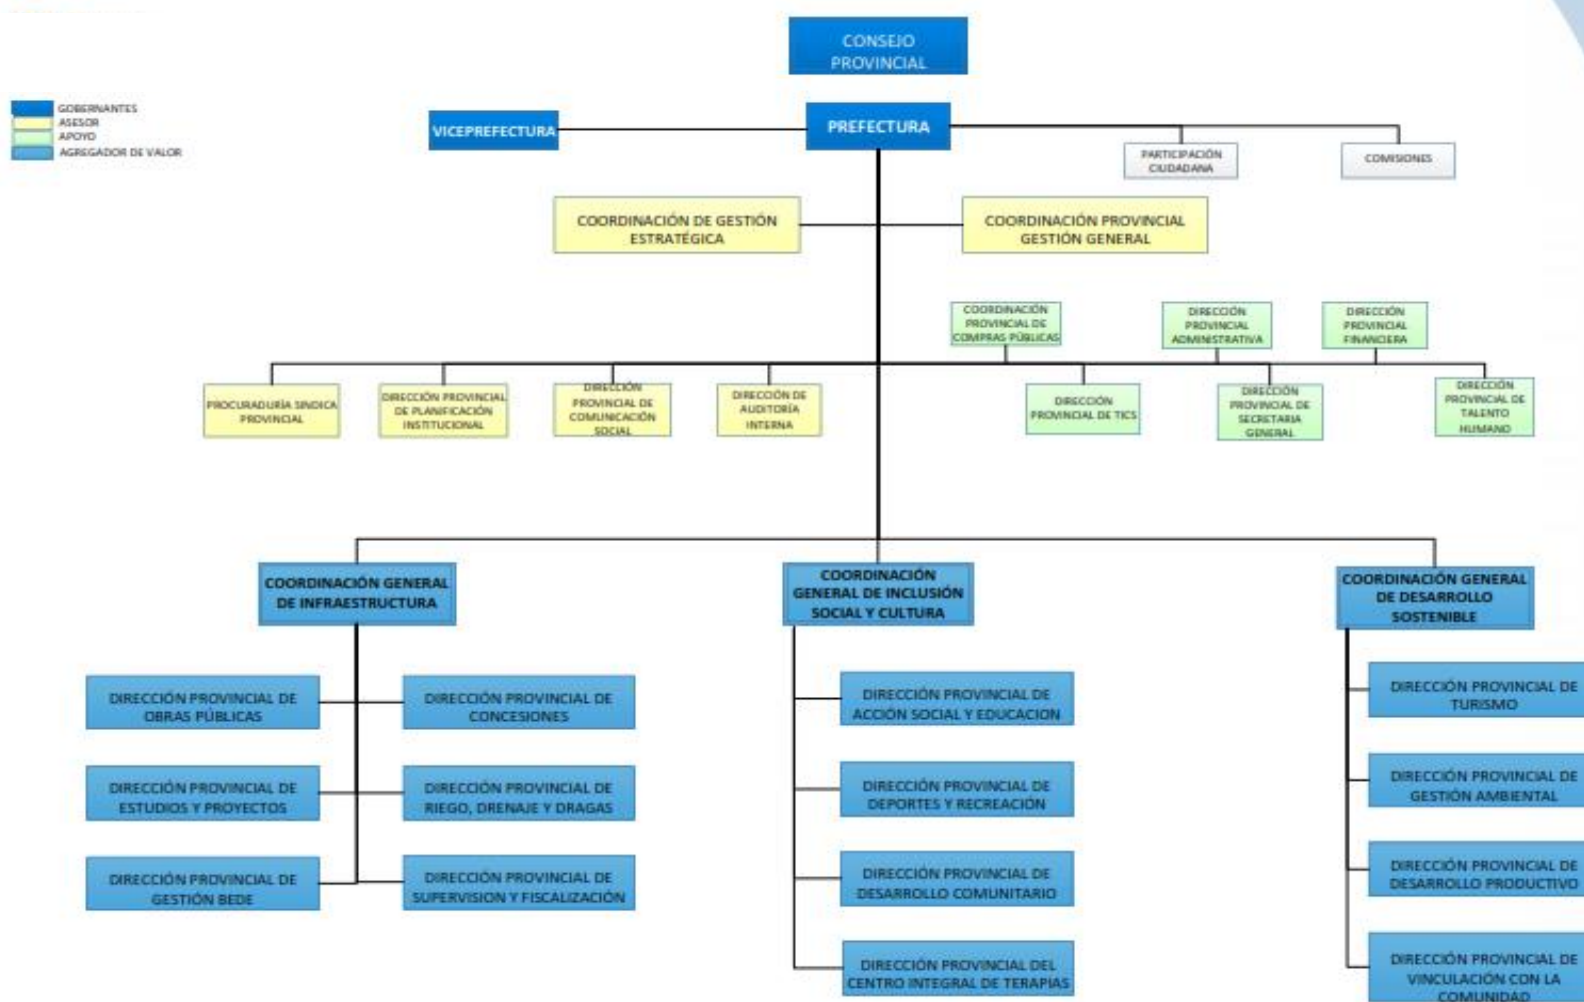 CONSEJO
PROVINCIAL
GOBERNANTES
ASESOR
APOYO
AGREGADOR DE VALOR
VICEPREFECTURA
PREFECTURA
PARTICIPACIÓN
CIUDADANA
COMISIONES
COORDINACIÓN DE GESTIÓN
ESTRATÉGICA
COORDINACIÓN PROVINCIAL
GESTIÓN GENERAL
COORDINACIÓN
PROVINCIAL DE
COMPRAS PÚBLICAS
DIRECCIÓN
PROVINCIAL
ADMINISTRATIVA
DIRECCIÓN
PROVINCIAL
FINANCIERA
PROCURADURÍA SINDICA
PROVINCIAL
DIRECCIÓN PROVINCIAL
DE PLANIFICACIÓN
INSTITUCIONAL
DIRECCIÓN
PROVINCIAL DE
COMUNICACIÓN
SOCIAL
DIRECCIÓN DE
AUDITORÍA
INTERNA
DIRECCIÓN
PROVINCIAL DE TICS
DIRECCIÓN
PROVINCIAL DE
SECRETARIA
GENERAL
DIRECCIÓN
PROVINCIAL DE
TALENTO
HUMANO
COORDINACIÓN GENERAL
DE INFRAESTRUCTURA
COORDINACIÓN
GENERAL DE INCLUSIÓN
SOCIAL Y CULTURA
COORDINACIÓN GENERAL
DE DESARROLLO
SOSTENIBLE
DIRECCIÓN PROVINCIAL DE
OBRAS PÚBLICAS
DIRECCIÓN PROVINCIAL DE
CONCESIONES
DIRECCIÓN PROVINCIAL DE
ACCIÓN SOCIAL Y EDUCACION
DIRECCIÓN PROVINCIAL DE
TURISMO
DIRECCIÓN PROVINCIAL DE
ESTUDIOS Y PROYECTOS
DIRECCIÓN PROVINCIAL DE
RIEGO, DRENAJE Y DRAGAS
DIRECCIÓN PROVINCIAL DE
DEPORTES Y RECREACIÓN
DIRECCIÓN PROVINCIAL DE
GESTIÓN AMBIENTAL
DIRECCIÓN PROVINCIAL DE
GESTIÓN BEDE
DIRECCIÓN PROVINCIAL DE
SUPERVISION Y FISCALIZACIÓN
DIRECCIÓN PROVINCIAL DE
DESARROLLO COMUNITARIO
DIRECCIÓN PROVINCIAL DE
DESARROLLO PRODUCTIVO
DIRECCIÓN PROVINCIAL DEL
CENTRO INTEGRAL DE TERAPIAS
DIRECCIÓN PROVINCIAL DE
VINCULACIÓN CON LA
COMUNIDAD